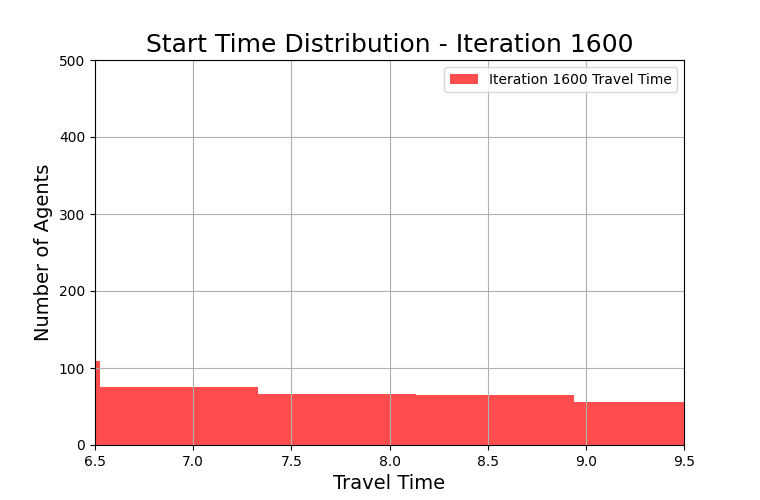 Start Time Distribution - Iteration 1600
Iteration 1600 Travel Time
Number of Agents
500
400
300
200
100
0
6.5 7.0 7.5 8.0 8.5 9.0 9.5
Travel Time